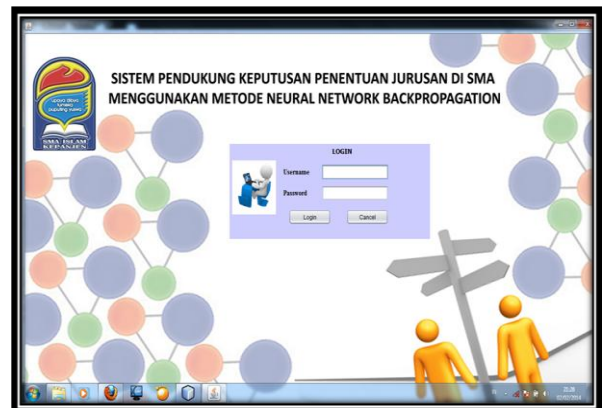 SISTEM PENDUKUNG KEPUTUSAN PENENTUAN JURUSAN DI SMA
MENGGUNAKAN METODE NEURAL NETWORK BACKPROPAGATION
SMA ISLAM
KEPANJEN
LOGIN
Username
Password
Login
Cancel